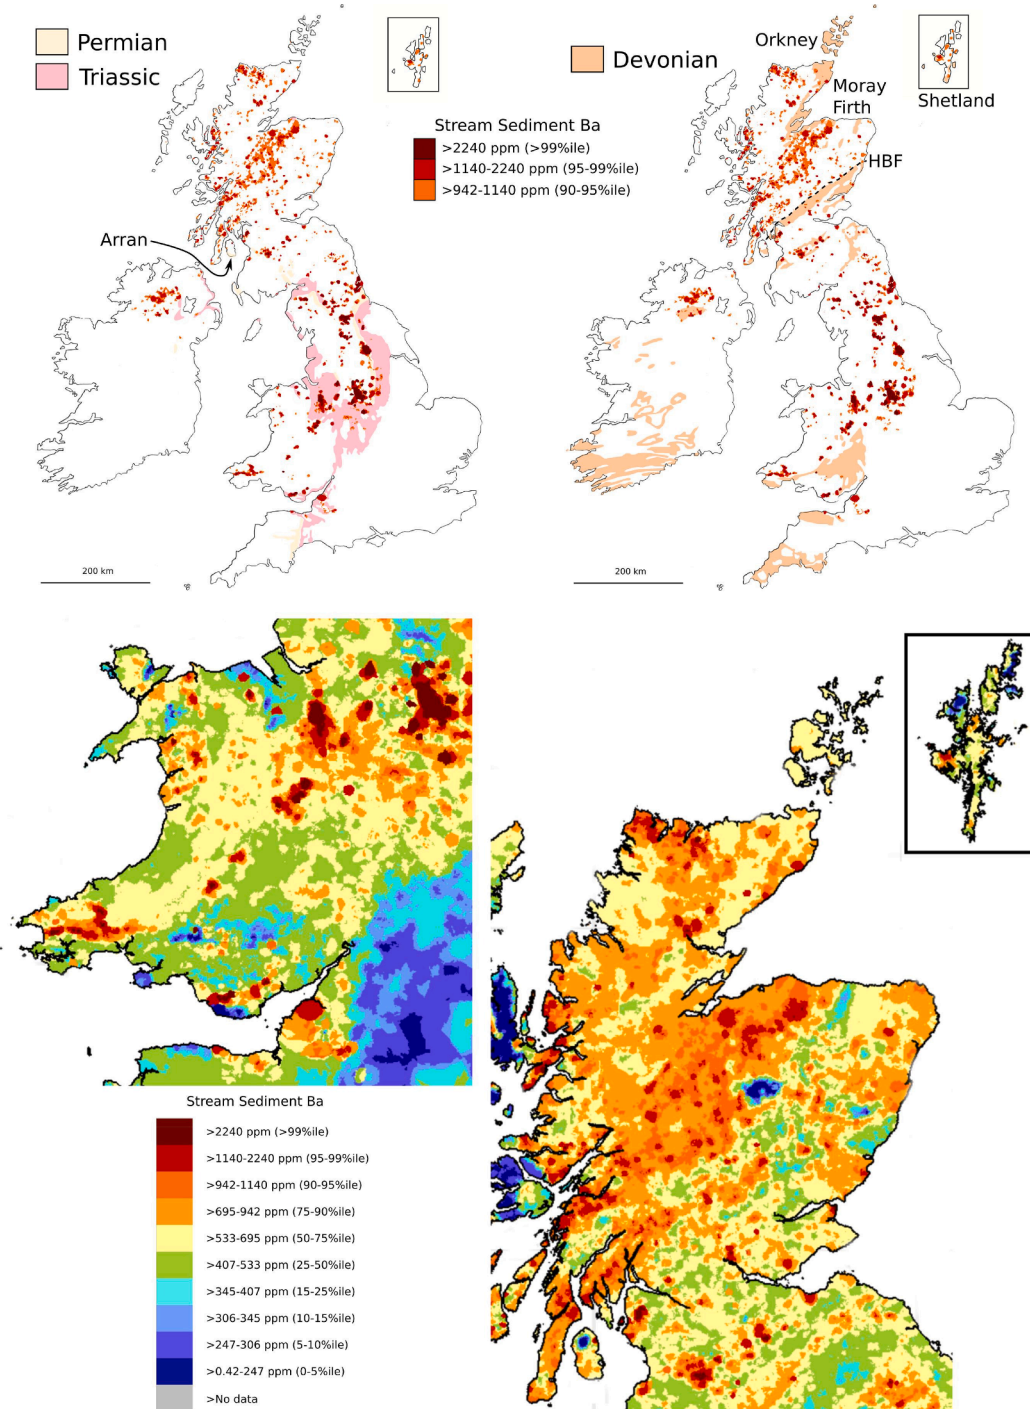 Permian
Triassic
Arran
200 km
Stream Sediment Ba
>2240 ppm (>99%ile)
>1140-2240 ppm (95-99%ile)
>942-1140 ppm (90-95%ile)
Devonian
Orkney
Moray
Firth
Shetland
HBF
200 km
Stream Sediment Ba
>2240 ppm (>99%ile)
>1140-2240 ppm (95-99%ile)
>942-1140 ppm (90-95%ile)
>695-942 ppm (75-90%ile)
>533-695 ppm (50-75%ile)
>407-533 ppm (25-50%ile)
>345-407 ppm (15-25%ile)
>306-345 ppm (10-15%ile)
>247-306 ppm (5-10%ile)
>0.42-247 ppm (0-5%ile)
>No data